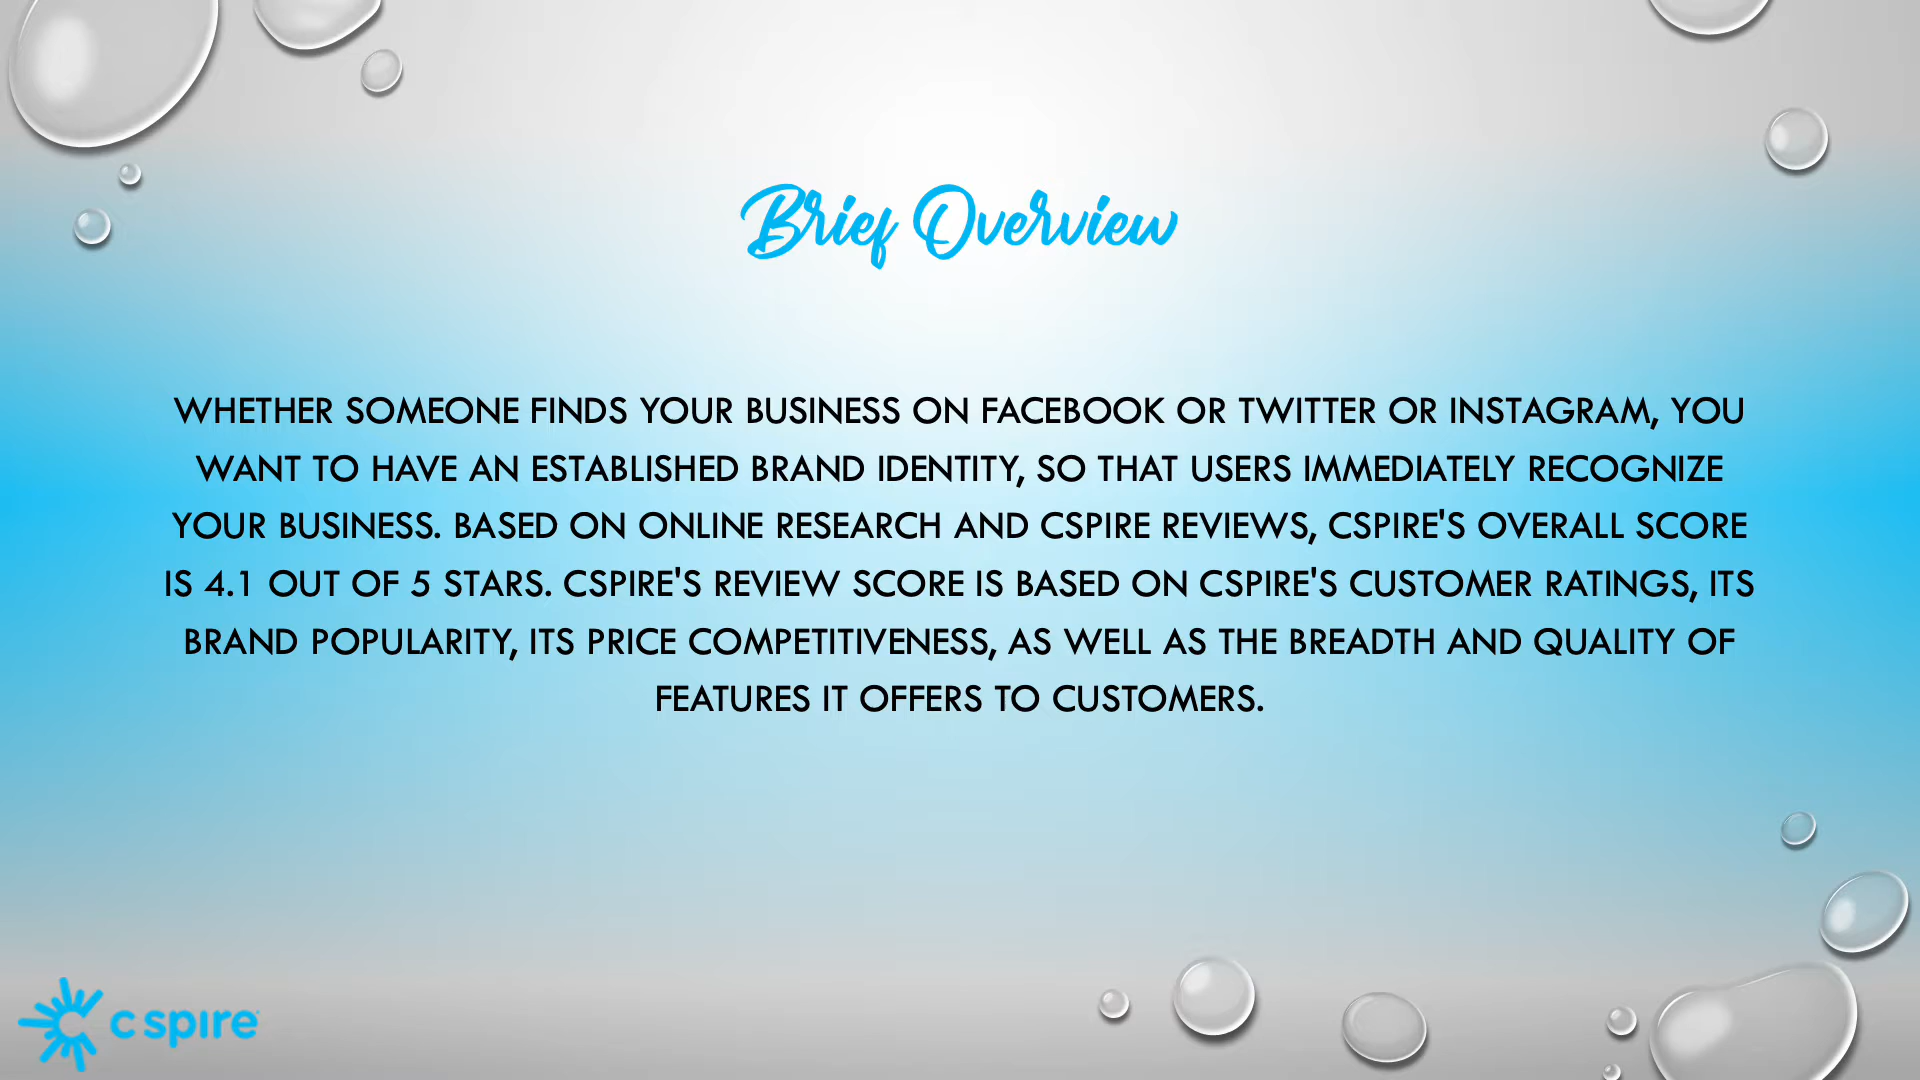 Brief Overview
WHETHER SOMEONE FINDS YOUR BUSINESS ON FACEBOOK OR TWITTER OR INSTAGRAM, YOU
WANT TO HAVE AN ESTABLISHED BRAND IDENTITY, SO THAT USERS IMMEDIATELY RECOGNIZE
YOUR BUSINESS. BASED ON ONLINE RESEARCH AND CSPIRE REVIEWS, CSPIRE'S OVERALL SCORE
IS 4.1 OUT OF 5 STARS. CSPIRE'S REVIEW SCORE IS BASED ON CSPIRE'S CUSTOMER RATINGS, ITS
BRAND POPULARITY, ITS PRICE COMPETITIVENESS, AS WELL AS THE BREADTH AND QUALITY OF
FEATURES IT OFFERS TO CUSTOMERS.
c spire